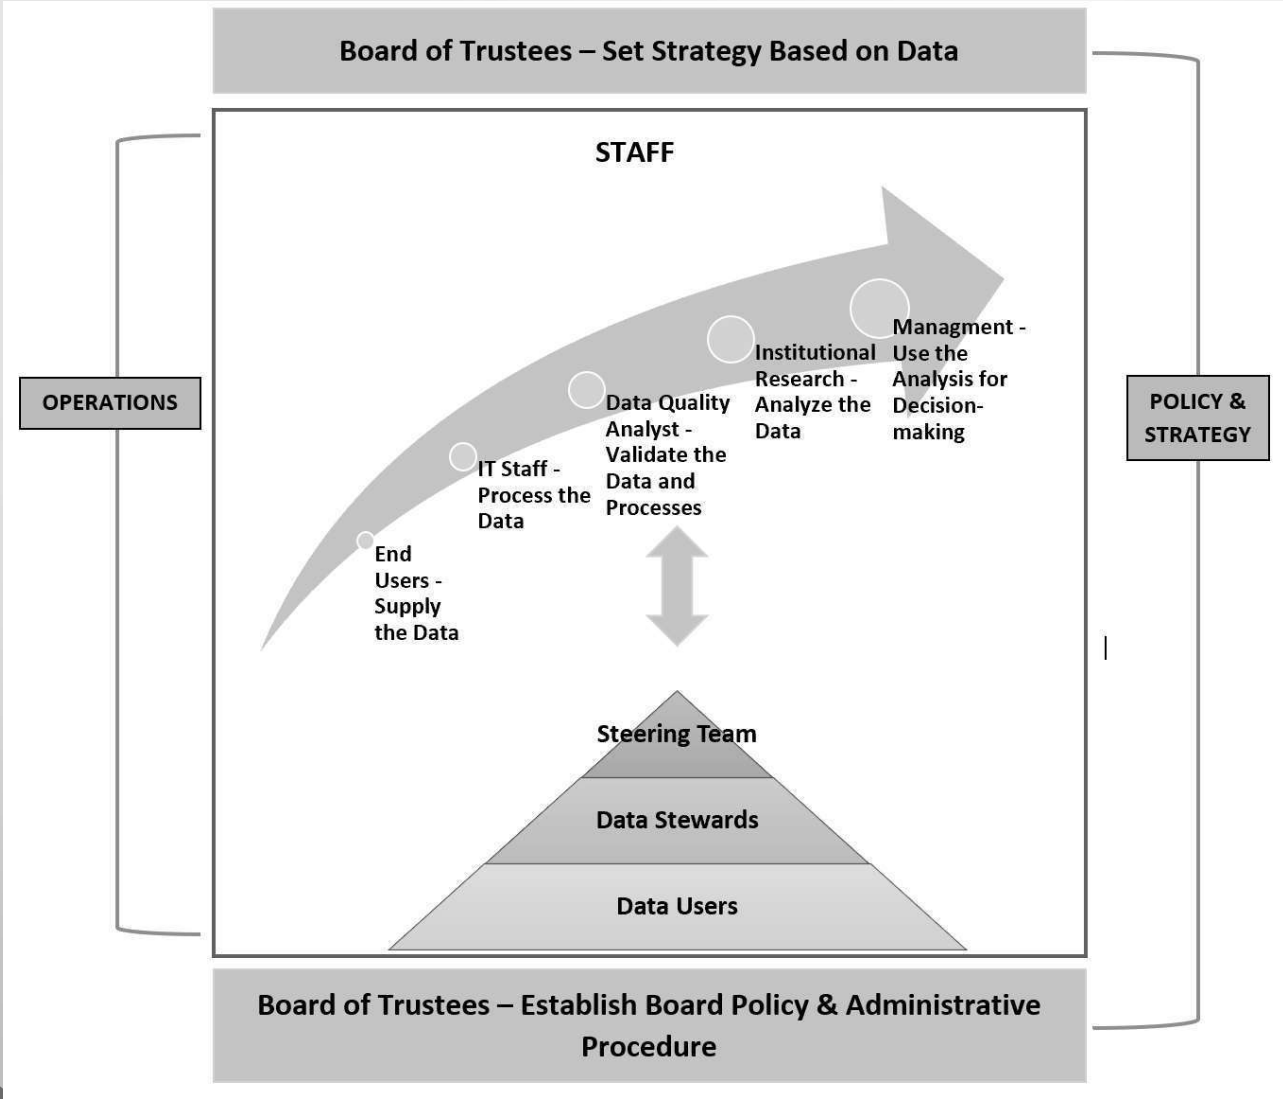 Board of Trustees – Set Strategy Based on Data
STAFF
OPERATIONS
POLICY &
STRATEGY
End
Users -
Supply
the Data
IT Staff -
Process the
Data
Data Quality
Analyst -
Validate the
Data and
Processes
Institutional
Research -
Analyze the
Data
Managment -
Use the
Analysis for
Decision-
making
Steering Team
Data Stewards
Data Users
Board of Trustees – Establish Board Policy & Administrative
Procedure